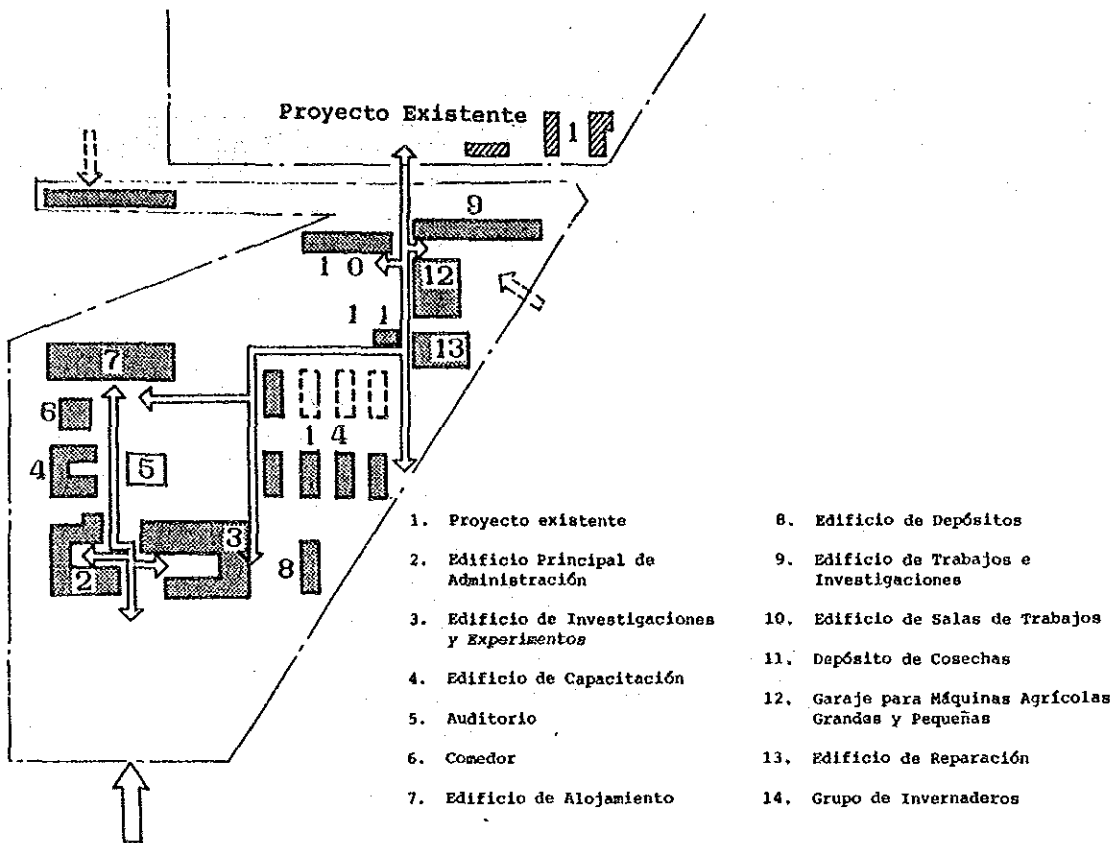 Proyecto Existente
1
9
1 0
12
1 1
13
7
6
1 4
4
5
3
2
8
1. Proyecto existente
2. Edificio Principal de
Administración
3. Edificio de Investigaciones
y Experimentos
4. Edificio de Capacitación
5. Auditorio
6. Comedor
7. Edificio de Alojamiento
8. Edificio de Depósitos
9. Edificio de Trabajos e
Investigaciones
10. Edificio de Salas de Trabajos
11. Depósito de Cosechas
12. Garaje para Máquinas Agrícolas
Grandes y Pequeñas
13. Edificio de Reparación
14. Grupo de Invernaderos